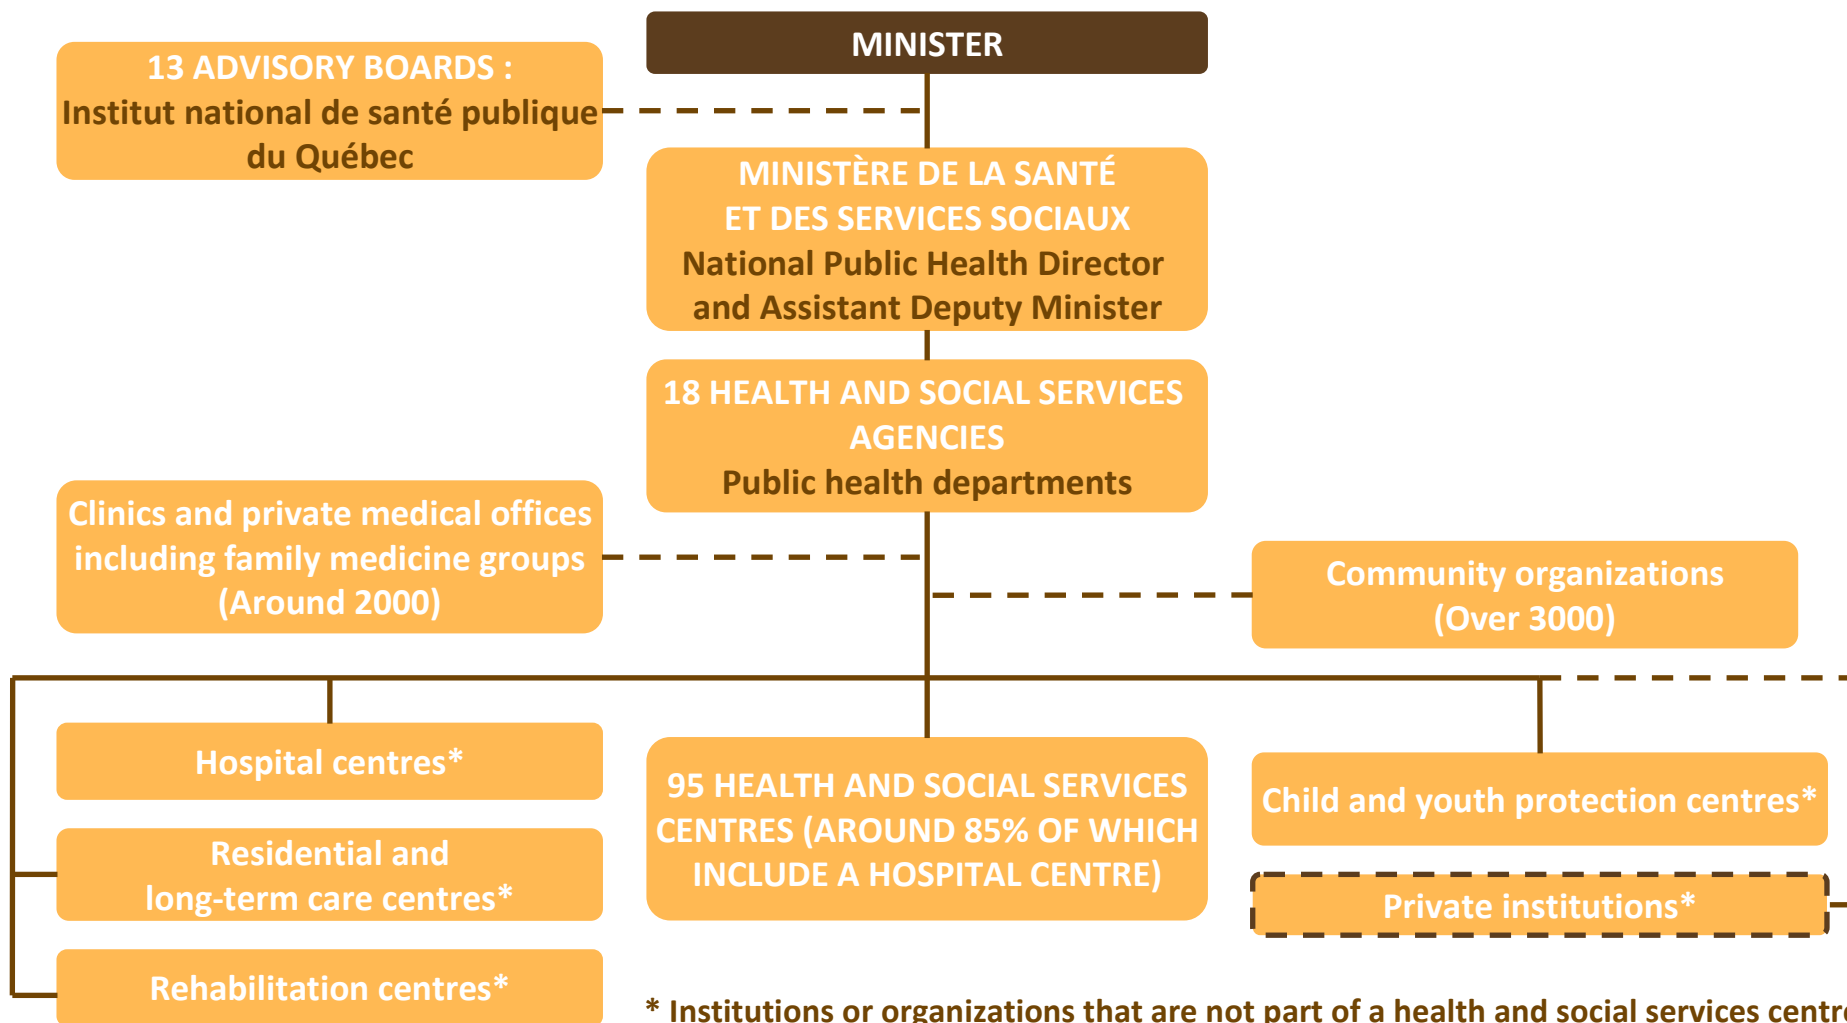 MINISTER
13 ADVISORY BOARDS :
Institut national de santé publique
du Québec
MINISTÈRE DE LA SANTÉ
ET DES SERVICES SOCIAUX
National Public Health Director
and Assistant Deputy Minister
18 HEALTH AND SOCIAL SERVICES
AGENCIES
Public health departments
Clinics and private medical offices
including family medicine groups
(Around 2000)
Community organizations
(Over 3000)
Hospital centres*
Residential and
long-term care centres*
Rehabilitation centres*
95 HEALTH AND SOCIAL SERVICES
CENTRES (AROUND 85% OF WHICH
INCLUDE A HOSPITAL CENTRE)
Child and youth protection centres*
Private institutions*
* Institutions or organizations that are not part of a health and social services centre